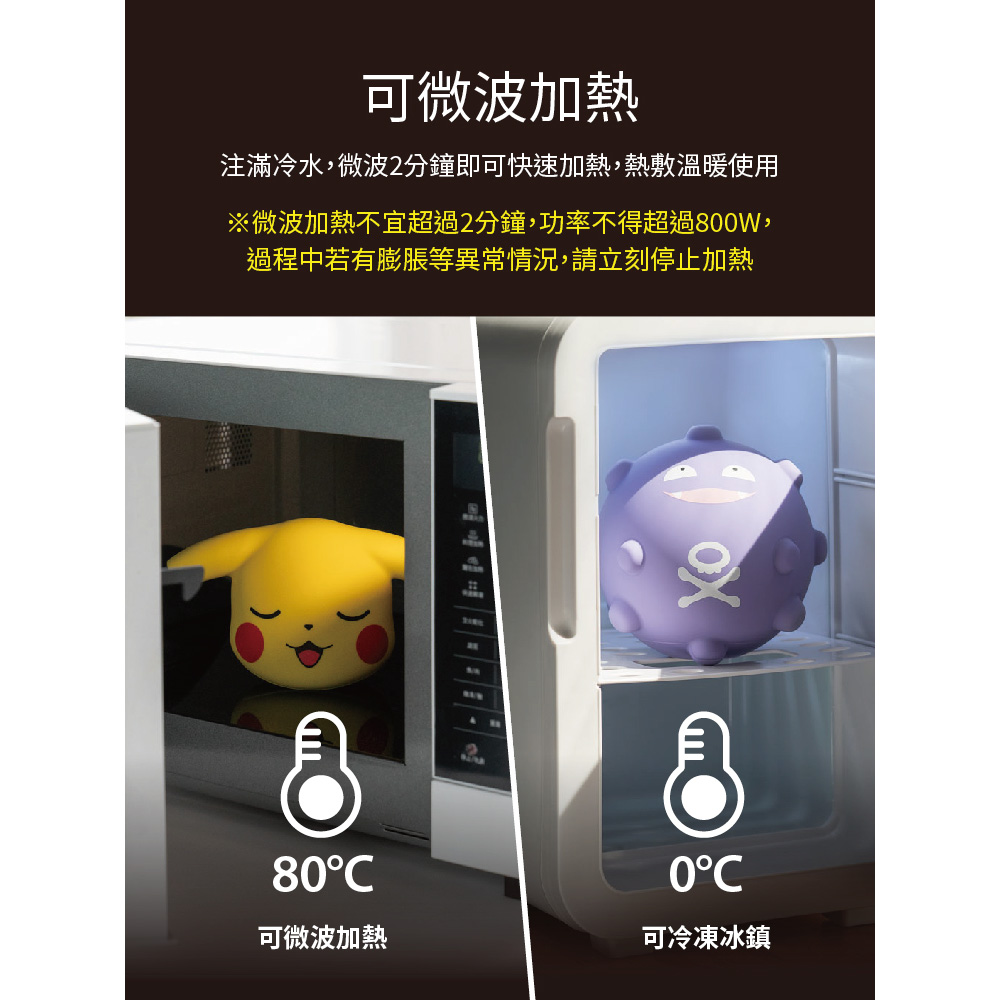 可微波加熱
注滿冷水，微波2分鐘即可快速加熱，熱敷溫暖使用
※微波加熱不宜超過2分鐘，功率不得超過800W，
過程中若有膨脹等異常情況，請立刻停止加熱
80°C
可微波加熱
0°C
可冷凍冰鎮